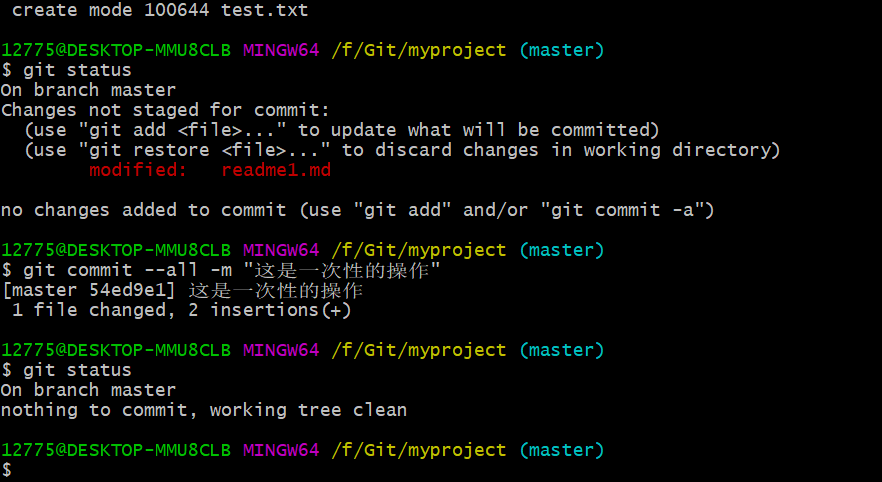 create mode 100644 test.txt
12775@DESKTOP-MMU8CLB MINGW64 /f/Git/myproject (master)
$ git status
On branch master
Changes not staged for commit:
(use "git add <file>..." to update what will be committed)
(use "git restore <file>..." to discard changes in working directory)
modified: readme1.md
no changes added to commit (use "git add" and/or "git commit -a")
12775@DESKTOP-MMU8CLB MINGW64 /f/Git/myproject (master)
$ git commit --all -m "这是一次性的操作"
[master 54ed9e1] 这是一次性的操作
1 file changed, 2 insertions(+)
12775@DESKTOP-MMU8CLB MINGW64 /f/Git/myproject (master)
$ git status
On branch master
nothing to commit, working tree clean
12775@DESKTOP-MMU8CLB MINGW64 /f/Git/myproject (master)
$